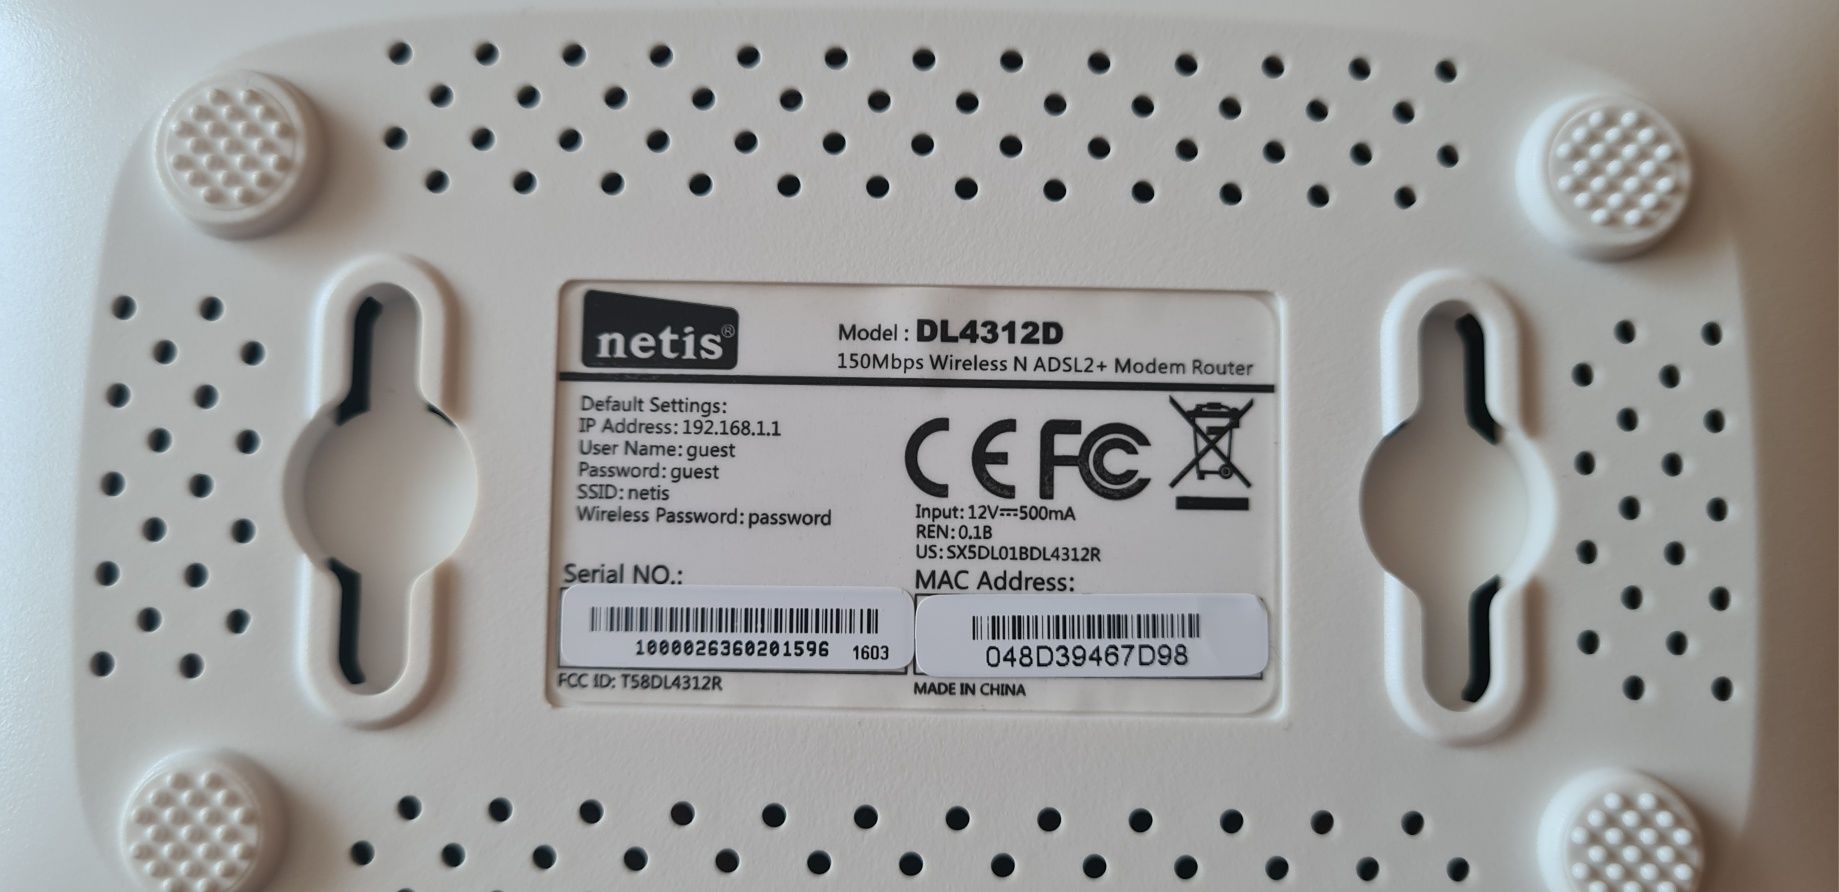 netis®
Model : DL4312D
150Mbps Wireless N ADSL2+ Modem Router
Default Settings:
IP Address: 192.168.1.1
User Name: guest
Password: guest
SSID: netis
Wireless Password: password
CE FC
Input: 12V⎓500mA
REN: 0.1B
US: SX5DL01BDL4312R
Serial NO.:
1000026360201596 1603
FCC ID: T58DL4312R
MAC Address:
048D39467D98
MADE IN CHINA